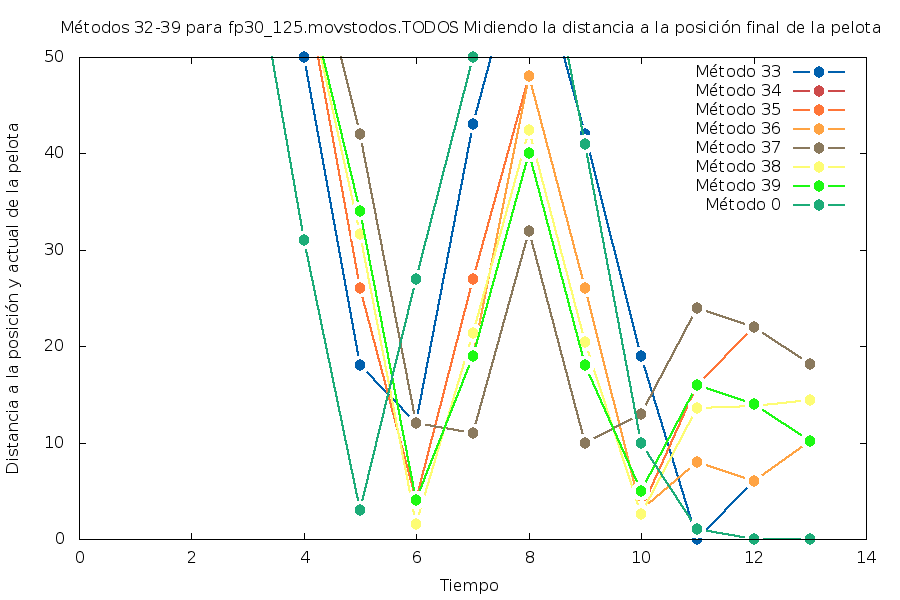 Métodos 32-39 para fp30_125.movstodos.TODOS Midiendo la distancia a la posición final de la pelota
50
40
30
20
10
0
0
2
4
6
8
10
12
14
Distancia a la posición y actual de la pelota
Tiempo
Método 33
Método 34
Método 35
Método 36
Método 37
Método 38
Método 39
Método 0